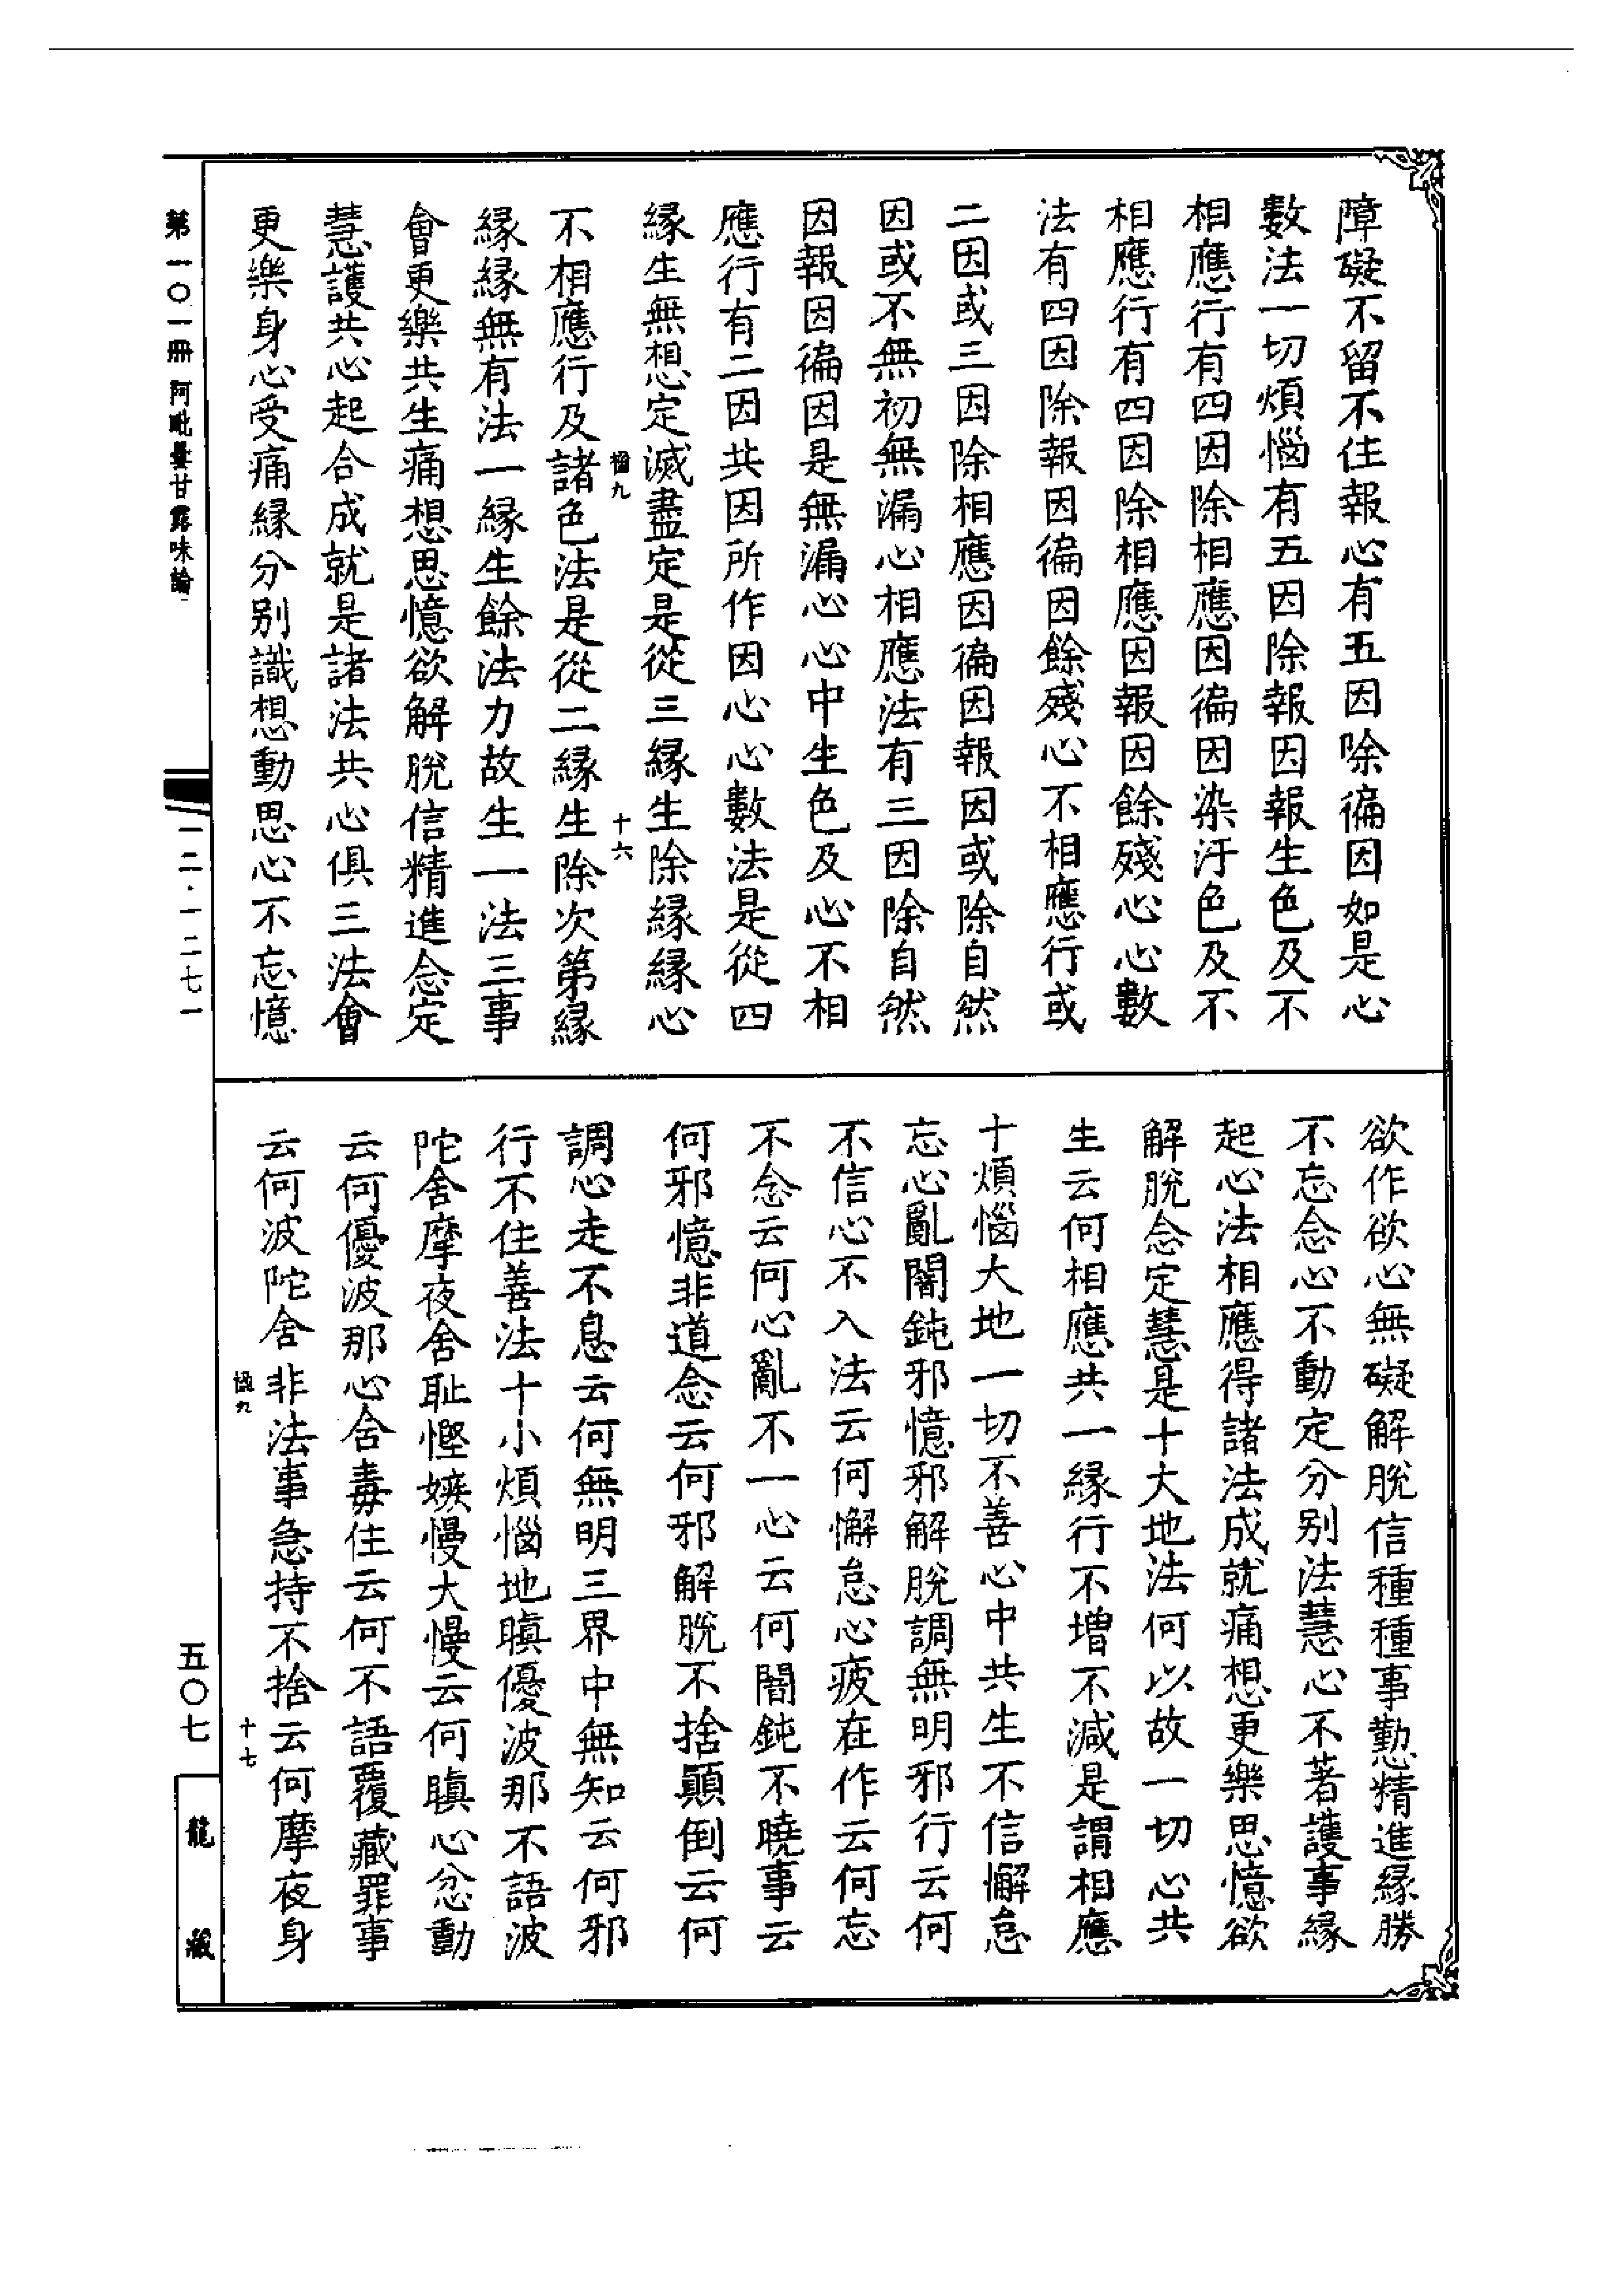 障礙不留不住報心有五因除徧因如是心
數法一切煩惱有五因除報因報生色及不
相應行有四因除相應因徧因染汙色及不
相應行有四因除相應因報因餘殘心心數
法有四因除報因徧因餘殘心不相應行或
二因或三因除相應因徧因報因或除自然
因或不無初無漏心相應法有三因除自然
因報因徧因是無漏心心中生色及心不相
應行有二因共因所作因心心數法是從四
緣生無想定滅盡定是從三緣生除緣緣心
不相應行及諸色法是從二緣生除次第緣
緣緣無有法一緣生餘法力故生一法三事
會更樂共生痛想思憶欲解脫信精進念定
慧護共心起合成就是諸法共心俱三法會
更樂身心受痛緣分別識想動思心不忘憶
九
十六
欲作欲心無礙解脫信種種事懃精進緣勝
不忘念心不動定分別法慧心不著護事緣
起心法相應得諸法成就痛想更樂思憶欲
解脫念定慧是十大地法何以故一切心共
生云何相應共一緣行不增不減是謂相應
十煩惱大地一切不善心中共生不信懈怠
忘心亂闇鈍邪憶邪解脫調無明邪行云何
不信心不入法云何懈怠心疲在作云何忘
不念云何心亂不一心云何闇鈍不曉事云
何邪憶非道念云何邪解脫不捨顛倒云何
調心走不息云何無明三界中無知云何邪
行不住善法十小煩惱地瞋優波那不語波
陀舍摩夜舍耻慳嫉慢大慢云何瞋心忿動
云何優波那心含毒住云何不語覆藏罪事
云何波陀舍非法事急持不捨云何摩夜身
九
十七
第一〇一冊 阿毗曇甘露味論
一二·一二七一
五〇七
龍藏